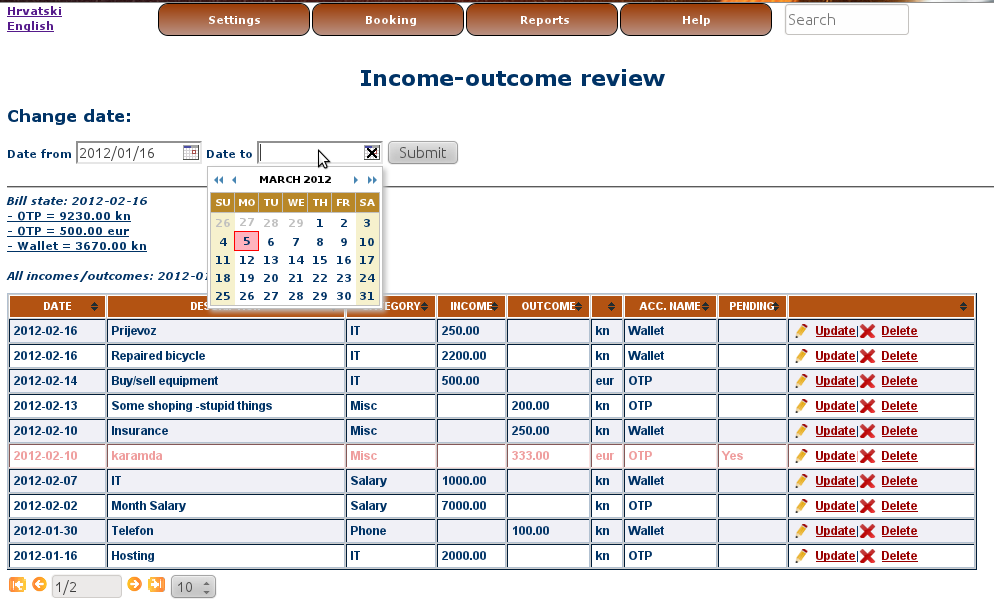 Hrvatski
English
Settings Booking Reports Help Search
Income-outcome review
Change date:
Date from 2012/01/16 Date to Submit
MARCH 2012
SU MO TU WE TH FR SA
26 27 28 29 1 2 3
4 5 6 7 8 9 10
11 12 13 14 15 16 17
18 19 20 21 22 23 24
25 26 27 28 29 30 31
Bill state: 2012-02-16
- OTP = 9230.00 kn
- OTP = 500.00 eur
- Wallet = 3670.00 kn
All incomes/outcomes: 2012-0
DATE INCOME OUTCOME ACC. NAME PENDING
2012-02-16 Prijevoz IT 250.00 kn Wallet Update| Delete
2012-02-16 Repaired bicycle IT 2200.00 kn Wallet Update| Delete
2012-02-14 Buy/sell equipment IT 500.00 eur OTP Update| Delete
2012-02-13 Some shoping -stupid things Misc 200.00 kn OTP Update| Delete
2012-02-10 Insurance Misc 250.00 kn Wallet Update| Delete
2012-02-10 karamda Misc 333.00 eur OTP Yes Update| Delete
2012-02-07 IT Salary 1000.00 kn Wallet Update| Delete
2012-02-02 Month Salary Salary 7000.00 kn OTP Update| Delete
2012-01-30 Telefon Phone 100.00 kn Wallet Update| Delete
2012-01-16 Hosting IT 2000.00 kn OTP Update| Delete
1/2 10